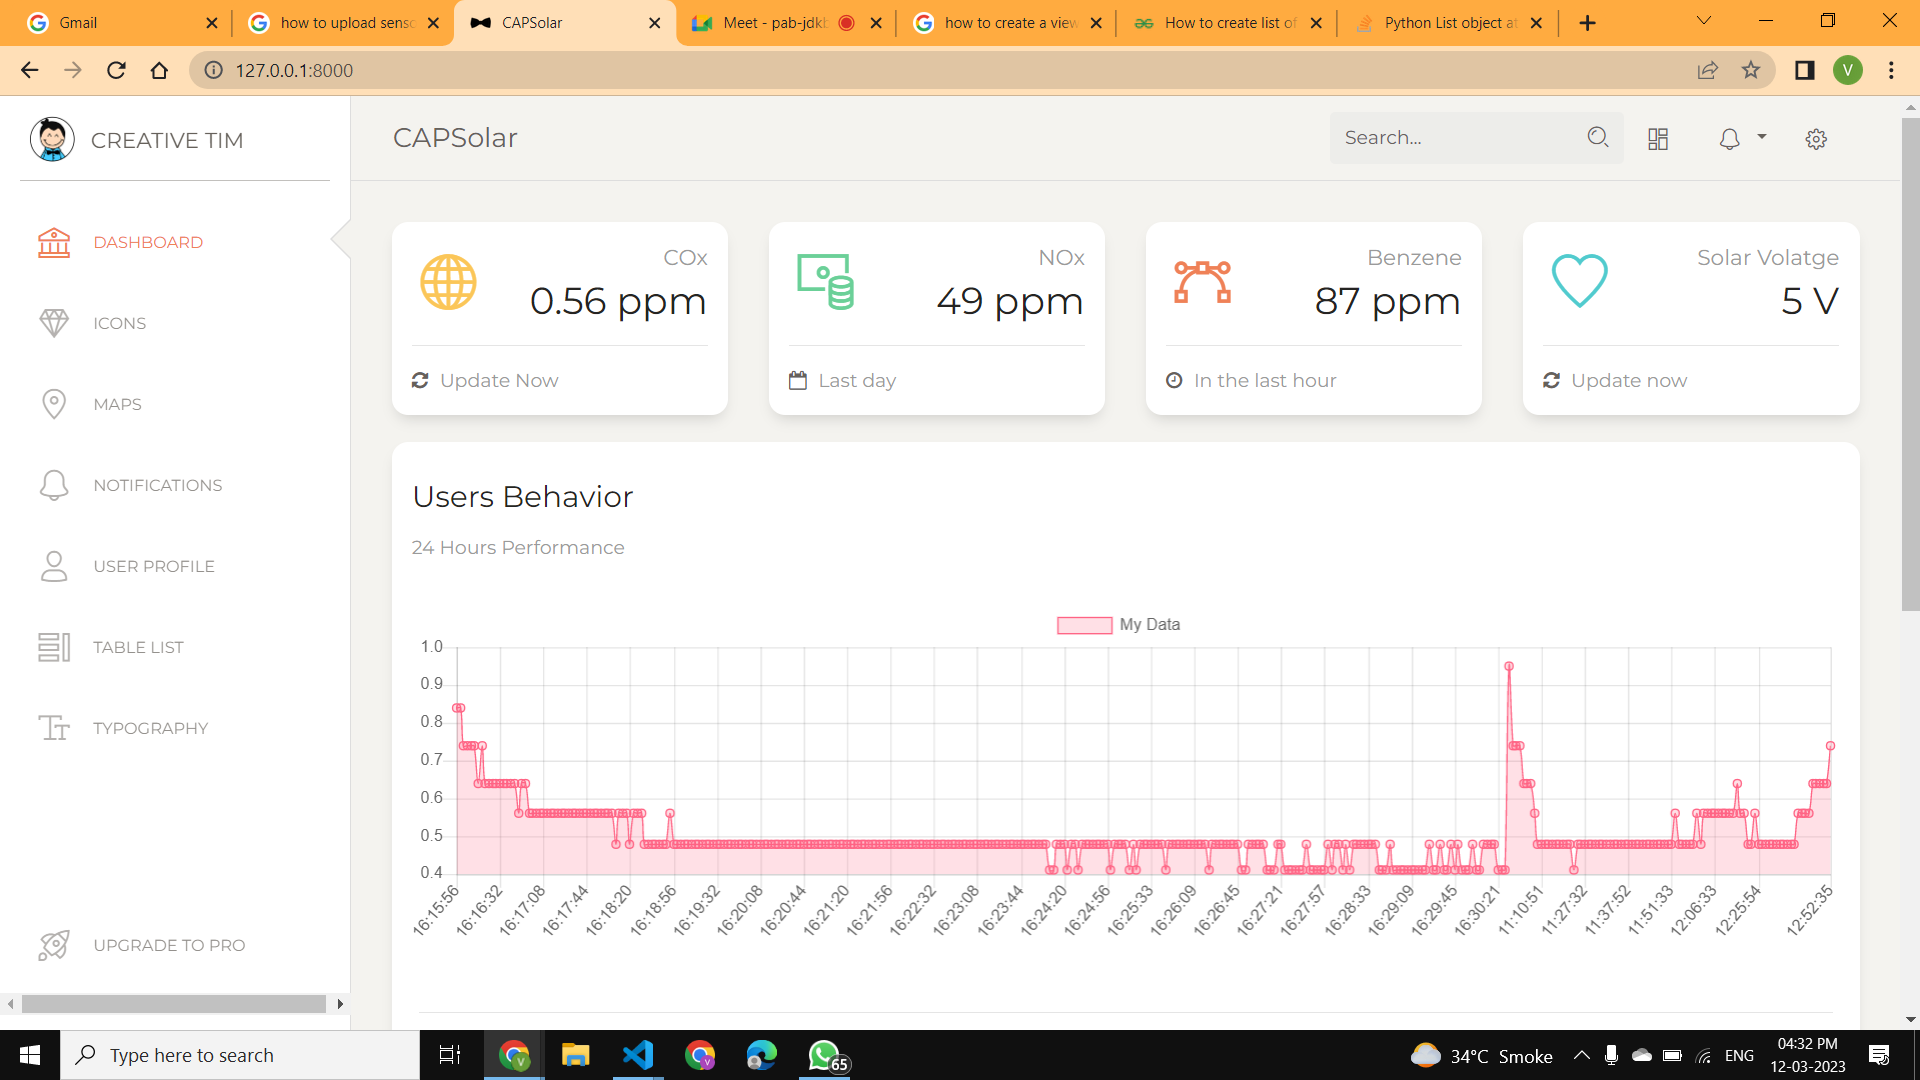 Gmail
how to upload senso
CAPSolar
Meet - pab-jdkb
how to create a view
How to create list of
Python List object at
127.0.0.1:8000
V
CREATIVE TIM
CAPSolar
Search...
DASHBOARD
ICONS
MAPS
NOTIFICATIONS
USER PROFILE
TABLE LIST
TYPOGRAPHY
UPGRADE TO PRO
COx
0.56 ppm
Update Now
NOx
49 ppm
Last day
Benzene
87 ppm
In the last hour
Solar Volatge
5 V
Update now
Users Behavior
24 Hours Performance
My Data
1.0
0.9
0.8
0.7
0.6
0.5
0.4
16:15:56
16:16:32
16:17:08
16:17:44
16:18:20
16:18:56
16:19:32
16:20:08
16:20:44
16:21:20
16:21:56
16:22:32
16:23:08
16:23:44
16:24:20
16:24:56
16:25:33
16:26:09
16:26:45
16:27:21
16:27:57
16:28:33
16:29:09
16:29:45
16:30:21
11:10:51
11:27:32
11:37:52
11:51:33
12:06:33
12:25:54
12:52:35
Type here to search
V
V
65
34°C Smoke
ENG
04:32 PM
12-03-2023